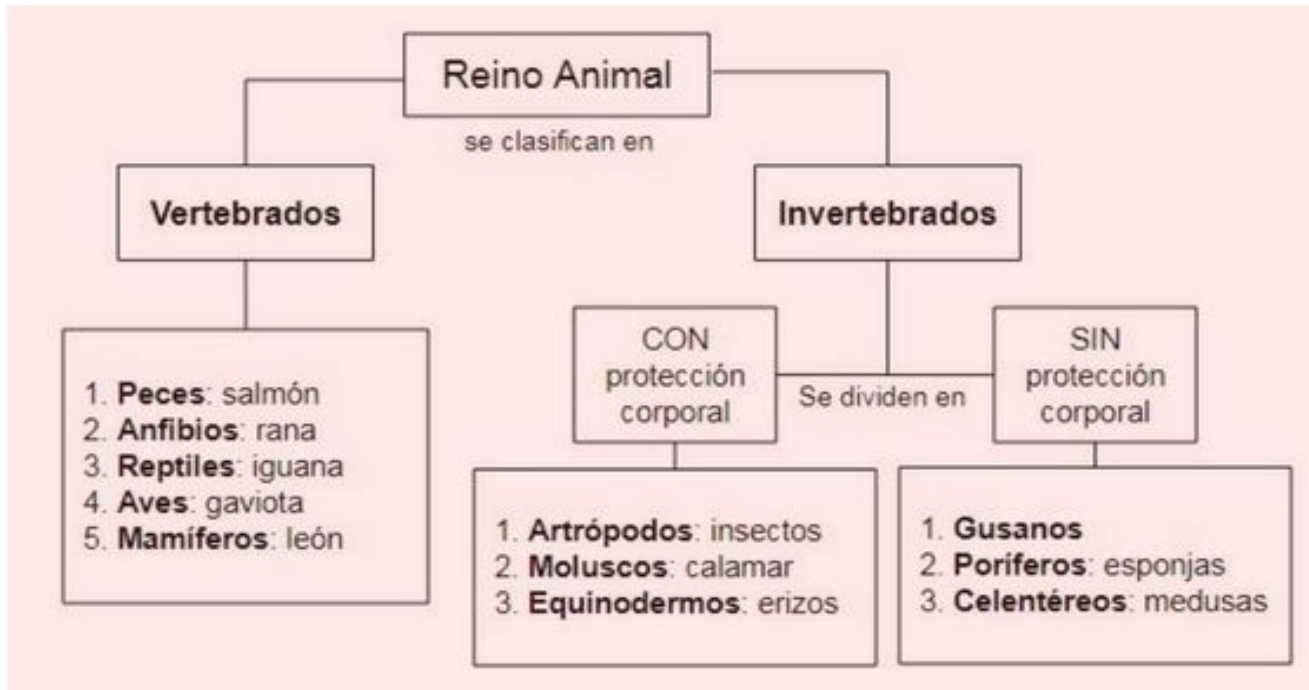 Reino Animal
se clasifican en
Vertebrados
Invertebrados
1. Peces: salmón
2. Anfibios: rana
3. Reptiles: iguana
4. Aves: gaviota
5. Mamíferos: león
CON
protección
corporal
Se dividen en
SIN
protección
corporal
1. Artrópodos: insectos
2. Moluscos: calamar
3. Equinodermos: erizos
1. Gusanos
2. Poríferos: esponjas
3. Celentéreos: medusas